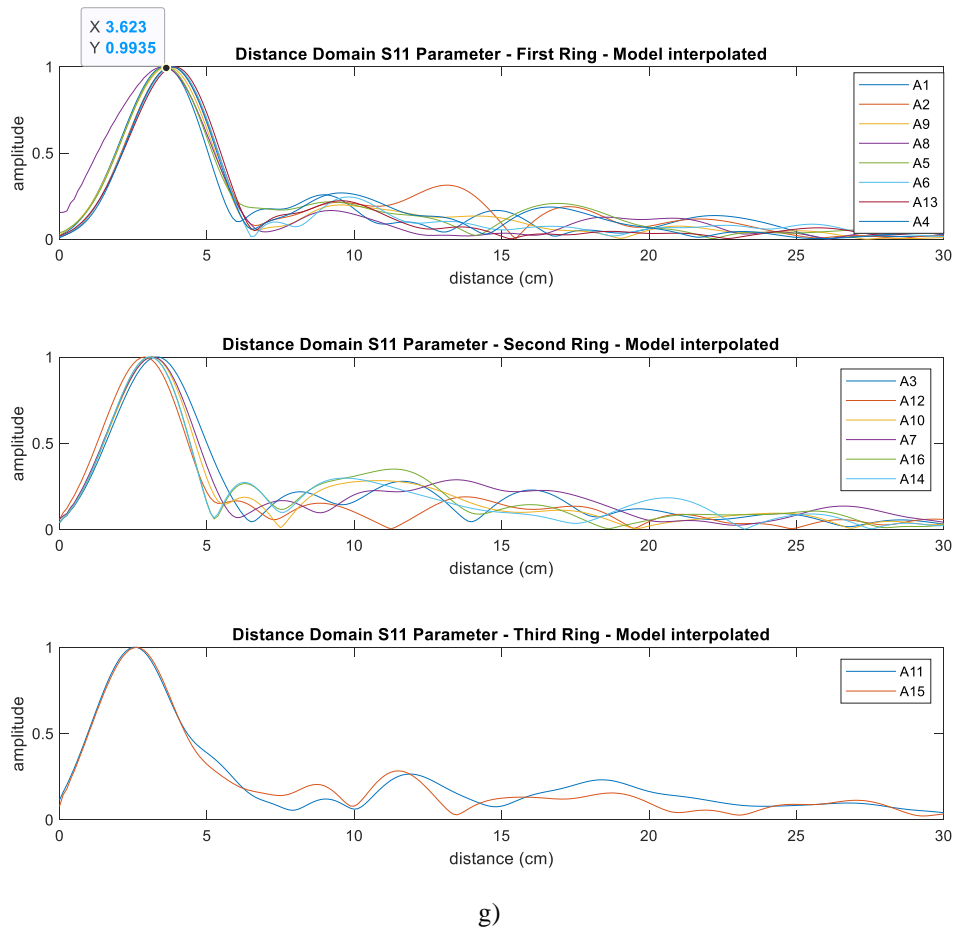 X 3.623
Y 0.9935
Distance Domain S11 Parameter - First Ring - Model interpolated
1
0.5
0
amplitude
0 5 10 15 20 25 30
distance (cm)
A1
A2
A9
A8
A5
A6
A13
A4
Distance Domain S11 Parameter - Second Ring - Model interpolated
1
0.5
0
amplitude
0 5 10 15 20 25 30
distance (cm)
A3
A12
A10
A7
A16
A14
Distance Domain S11 Parameter - Third Ring - Model interpolated
1
0.5
0
amplitude
0 5 10 15 20 25 30
distance (cm)
A11
A15
g)